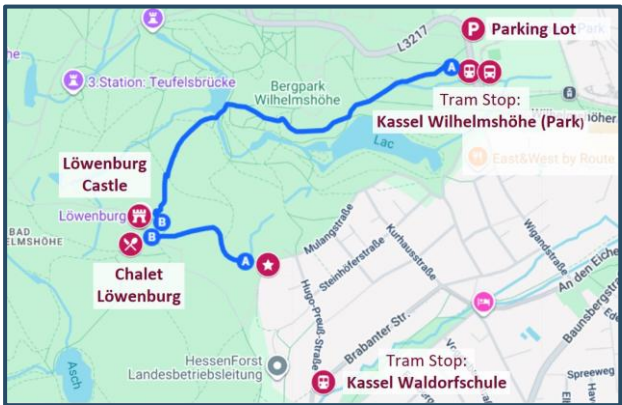 L3217
P
Parking Lot
Park
3.Station: Teufelsbrücke
A
Bergpark
Wilhelmshöhe
Tram Stop:
Kassel Wilhelmshöhe (Park)
Lac
East&West by Route
Löwenburg
Castle
Löwenburg
B
B
BAD
ELMSHÖHE
Chalet
Löwenburg
A
Mulangstraße
Steinhöferstraße
Kurhausstraße
Wigandstraße
An den Eichen
Hugo-Preuß-Straße
Brabanter Str.
Baunsbergstraße
HessenForst
Landesbetriebsleitung
Asch
Tram Stop:
Kassel Waldorfschule
Spreeweg